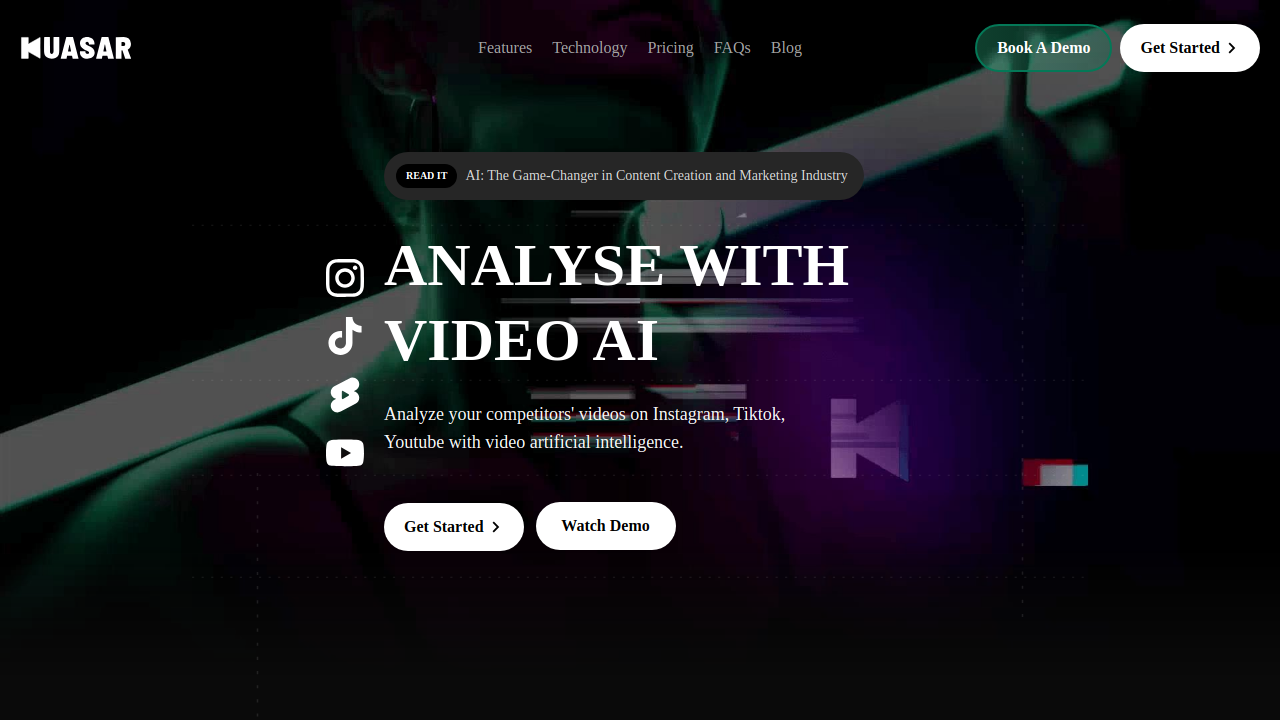 KUASAR
Features
Technology
Pricing
FAQs
Blog
Book A Demo
Get Started
READ IT
AI: The Game-Changer in Content Creation and Marketing Industry
ANALYSE WITH
VIDEO AI
Analyze your competitors' videos on Instagram, Tiktok,
Youtube with video artificial intelligence.
Get Started
Watch Demo